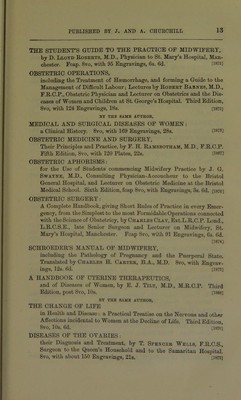 PUBLISHED BY J. AND A. CHURCHILL 13
THE STUDENT'S GUIDE TO THE PRACTICE OF MIDWIFERY,
by D. LLOYD ROBERTS, M.D., Physician to St. Mary's Hospital, Man-
chester. Fcap. 8vo, with 95 Engravings, 6s. 6d.
OBSTETRIC OPERATIONS,
including the Treatment of Hæmorrhage, and forming a Guide to the
Management of Difficult Labour; Lectures by ROBERT BARNES, M.D.,
F.R.C.P., Obstetric Physician and Lecturer on Obstetrics and the Dis-
eases of Women and Children at St. George's Hospital. Third Edition,
8vo, with 124 Engravings, 18s.
BY THE SAME AUTHOR,
MEDICAL AND SURGICAL DISEASES OF WOMEN:
a Clinical History. 8vo, with 169 Engravings, 28s.
OBSTETRIC MEDICINE AND SURGERY,
Their Principles and Practice, by F. H. RAMSBOTHAM, M.D., F.R.C.P.
Fifth Edition, 8vo, with 120 Plates, 22s. [1867]
OBSTETRIC APHORISMS:
for the Use of Students commencing Midwifery Practice by J. G.
SWAYNE, M.D., Consulting Physician-Accoucheur to the Bristol
General Hospital, and Lecturer on Obstetric Medicine at the Bristol
Medical School. Sixth Edition, fcap 8vo, with Engravings, 3s. 6d.
OBSTETRIC SURGERY:
A Complete Handbook, giving Short Rules of Practice in every Emer-
gency, from the Simplest to the most Formidable Operations connected
with the Science of Obstetricy, by CHARLES CLAY, Ext.L.R.C.P. Lond.,
L.R.C.S.E., late Senior Surgeon and Lecturer on Midwifery, St.
Mary's Hospital, Manchester. Fcap 8vo, with 91 Engravings, 6s. 6d.
[1874]
SCHROEDER'S MANUAL OF MIDWIFERY,
including the Pathology of Pregnancy and the Puerperal State.
Translated by CHARLES H. CARTER, B.A., M.D. 8vo, with Engrav-
ings, 12s. 6d. [1873]
A HANDBOOK OF UTERINE THERAPEUTICS,
and of Diseases of Women, by E. J. TILT, M.D., M.R.C.P. Third
Edition, post 8vo, 10s. [1868]
BY THE SAME AUTHOR,
THE CHANGE OF LIFE
in Health and Disease: a Practical Treatise on the Nervous and other
Affections incidental to Women at the Decline of Life. Third Edition,
8vo, 10s. 6d. [1870]
DISEASES OF THE OVARIES:
their Diagnosis and Treatment, by T. SPENCER WELLS, F.R.C.S.,
Surgeon to the Queen's Household and to the Samaritan Hospital.
8vo, with about 150 Engravings, 21s. [1872]